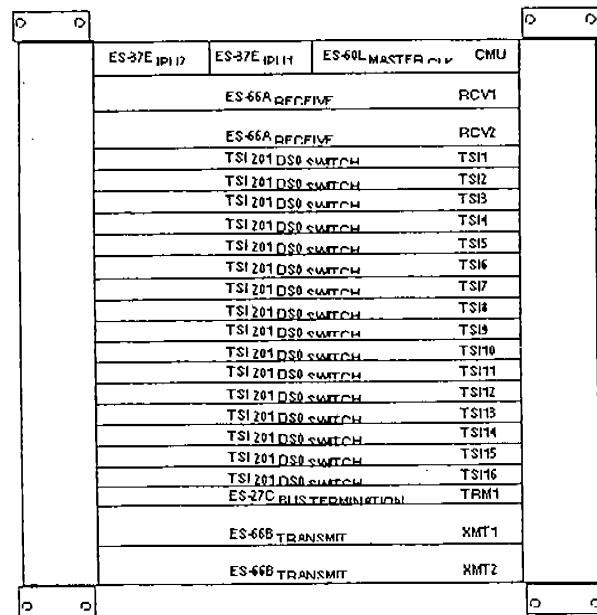 ES-37E IPU2 ES-37E IPU1 ES-60L MASTER CLK CMU
ES-66A RECEIVE RCV1
ES-66A RECEIVE RCV2
TSI 201 DS0 SWITCH TSI1
TSI 201 DS0 SWITCH TSI2
TSI 201 DS0 SWITCH TSI3
TSI 201 DS0 SWITCH TSI4
TSI 201 DS0 SWITCH TSI5
TSI 201 DS0 SWITCH TSI6
TSI 201 DS0 SWITCH TSI7
TSI 201 DS0 SWITCH TSI8
TSI 201 DS0 SWITCH TSI9
TSI 201 DS0 SWITCH TSI10
TSI 201 DS0 SWITCH TSI11
TSI 201 DS0 SWITCH TSI12
TSI 201 DS0 SWITCH TSI13
TSI 201 DS0 SWITCH TSI14
TSI 201 DS0 SWITCH TSI15
TSI 201 DS0 SWITCH TSI16
ES-27C BUS TERMINATION TRM1
ES-66B TRANSMIT XMT1
ES-66B TRANSMIT XMT2